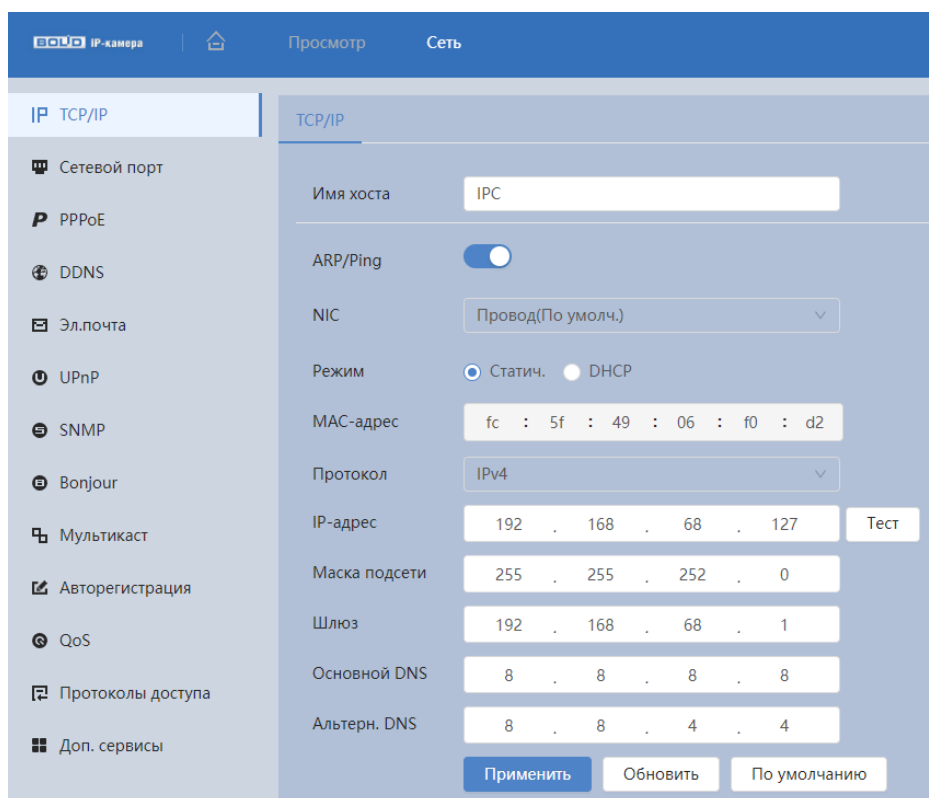 BOLID IP-камера
Просмотр
Сеть
TCP/IP
Сетевой порт
PPPoE
DDNS
Эл.почта
UPnP
SNMP
Bonjour
Мультикаст
Авторегистрация
QoS
Протоколы доступа
Доп. сервисы
TCP/IP
Имя хоста IPC
ARP/Ping
NIC Провод(По умолч.)
Режим Статич. DHCP
MAC-адрес fc : 5f : 49 : 06 : f0 : d2
Протокол IPv4
IP-адрес 192 . 168 . 68 . 127 Тест
Маска подсети 255 . 255 . 252 . 0
Шлюз 192 . 168 . 68 . 1
Основной DNS 8 . 8 . 8 . 8
Альтерн. DNS 8 . 8 . 4 . 4
Применить Обновить По умолчанию